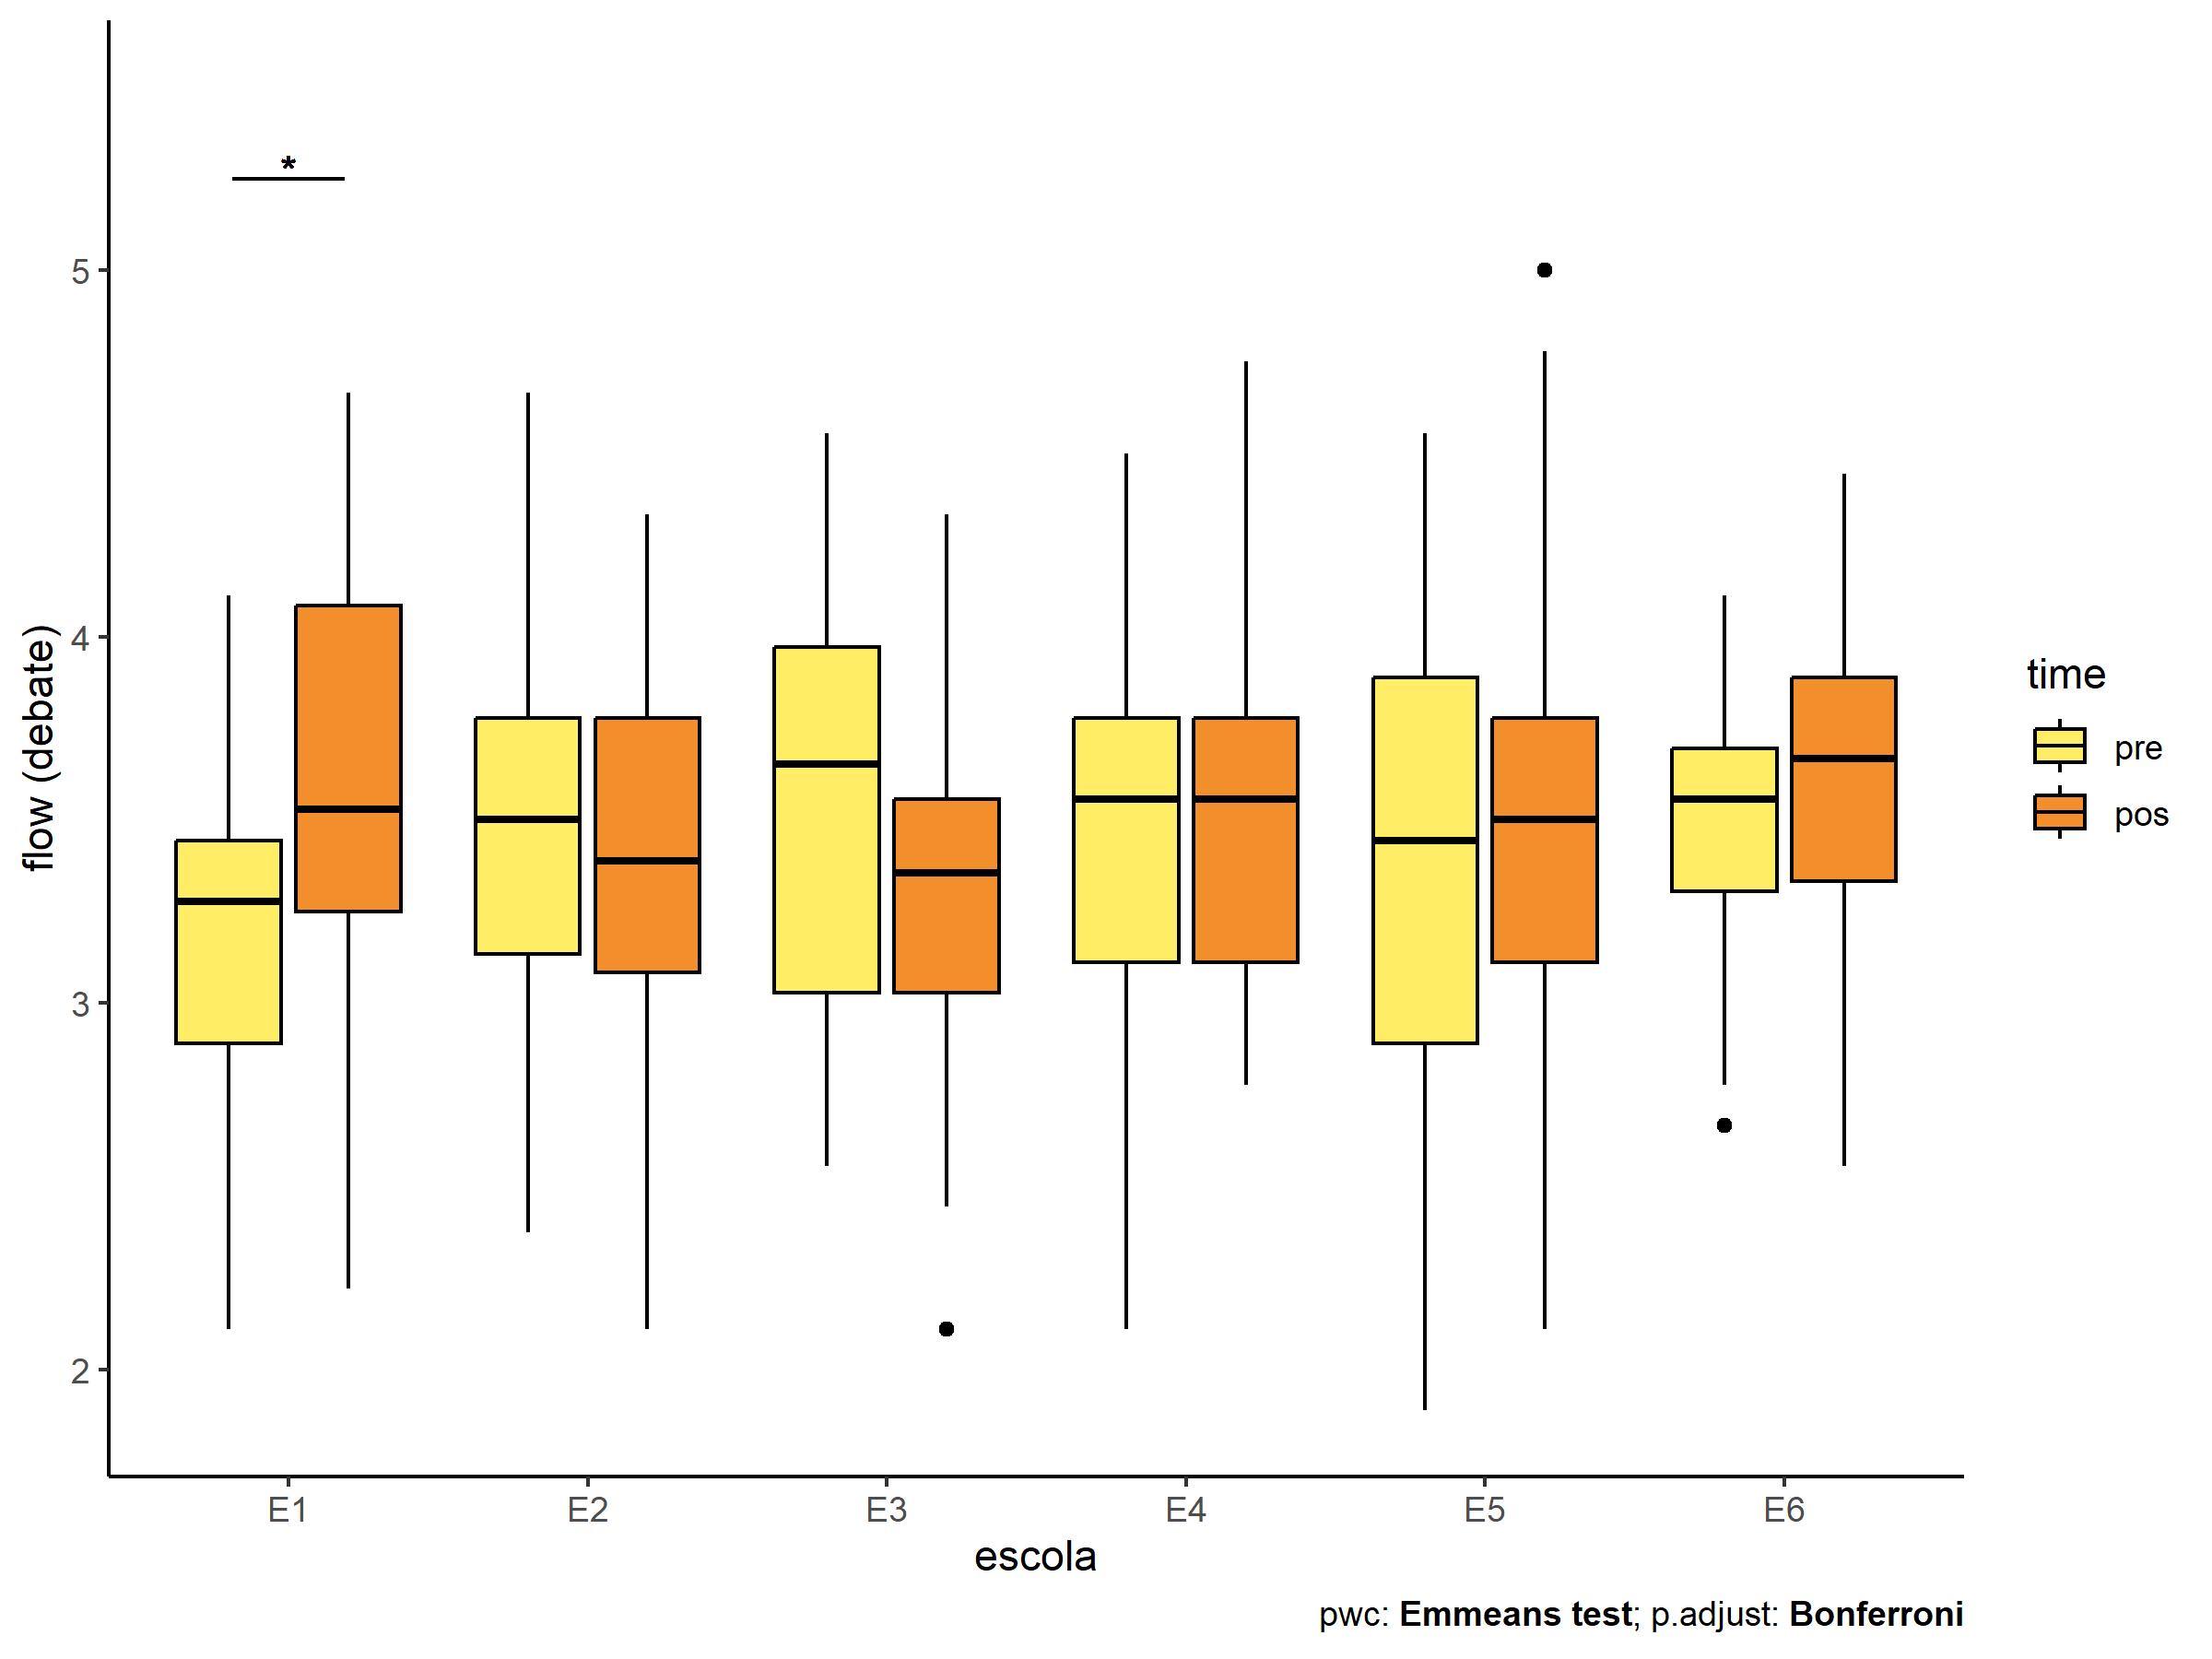 *
5
4
3
2
flow (debate)
E1 E2 E3 E4 E5 E6
escola
time
pre
pos
pwc: Emmeans test; p.adjust: Bonferroni